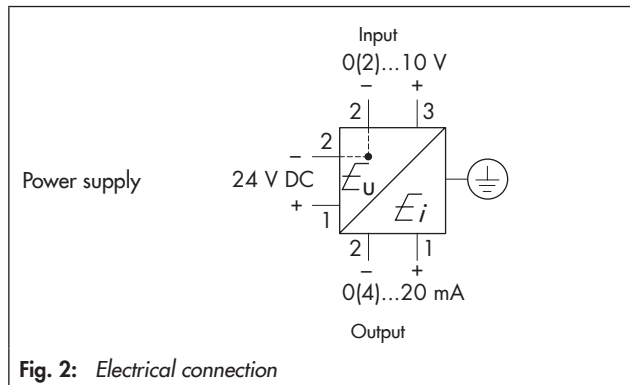 Input
0(2)...10 V
– +
2 3
2
–
Power supply 24 V DC
+
1
E U
E i
2 1
– +
0(4)...20 mA
Output
Fig. 2: Electrical connection